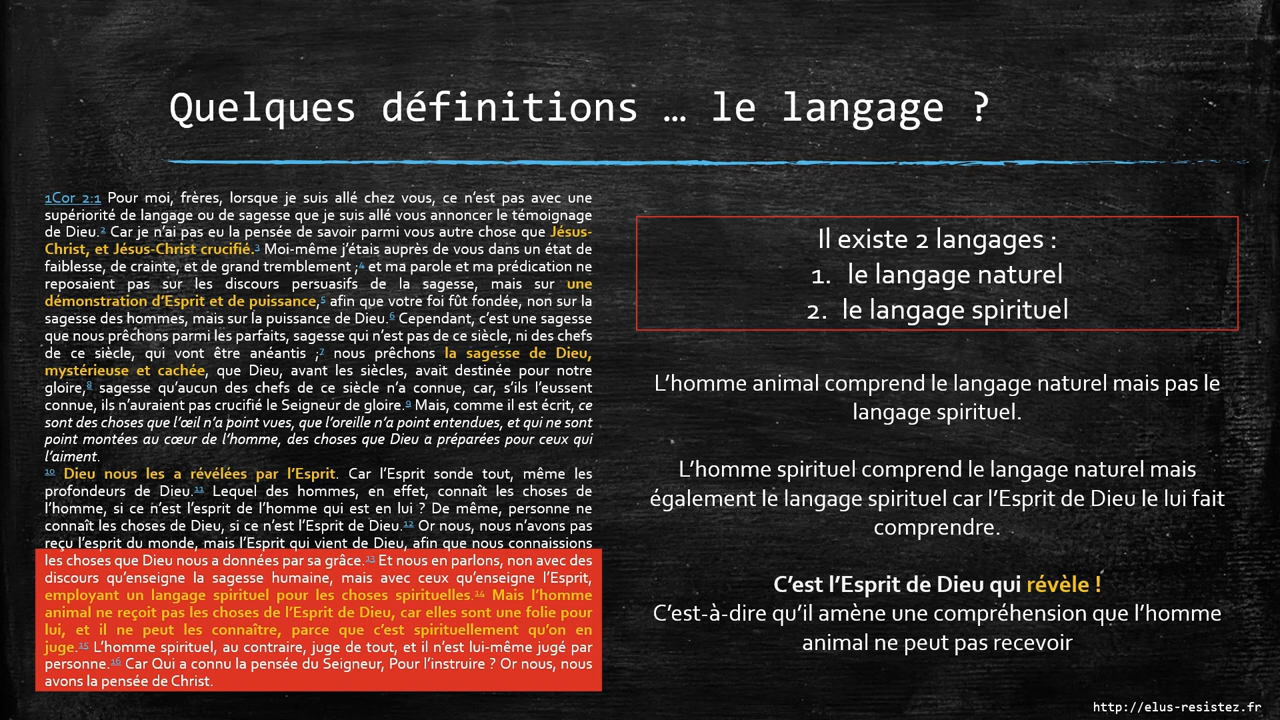 Quelques définitions … le langage ?
1Cor 2:1 Pour moi, frères, lorsque je suis allé chez vous, ce n’est pas avec une
supériorité de langage ou de sagesse que je suis allé vous annoncer le témoignage
de Dieu.2 Car je n’ai pas eu la pensée de savoir parmi vous autre chose que Jésus-
Christ, et Jésus-Christ crucifié.3 Moi-même j’étais auprès de vous dans un état de
faiblesse, de crainte, et de grand tremblement ;4 et ma parole et ma prédication ne
reposaient pas sur les discours persuasifs de la sagesse, mais sur une
démonstration d’Esprit et de puissance,5 afin que votre foi fût fondée, non sur la
sagesse des hommes, mais sur la puissance de Dieu.6 Cependant, c’est une sagesse
que nous prêchons parmi les parfaits, sagesse qui n’est pas de ce siècle, ni des chefs
de ce siècle, qui vont être anéantis ;7 nous prêchons la sagesse de Dieu,
mystérieuse et cachée, que Dieu, avant les siècles, avait destinée pour notre
gloire,8 sagesse qu’aucun des chefs de ce siècle n’a connue, car, s’ils l’eussent
connue, ils n’auraient pas crucifié le Seigneur de gloire.9 Mais, comme il est écrit, ce
sont des choses que l’œil n’a point vues, que l’oreille n’a point entendues, et qui ne sont
point montées au cœur de l’homme, des choses que Dieu a préparées pour ceux qui
l’aiment.
10 Dieu nous les a révélées par l’Esprit. Car l’Esprit sonde tout, même les
profondeurs de Dieu.11 Lequel des hommes, en effet, connaît les choses de
l’homme, si ce n’est l’esprit de l’homme qui est en lui ? De même, personne ne
connaît les choses de Dieu, si ce n’est l’Esprit de Dieu.12 Or nous, nous n’avons pas
reçu l’esprit du monde, mais l’Esprit qui vient de Dieu, afin que nous connaissions
les choses que Dieu nous a données par sa grâce.13 Et nous en parlons, non avec des
discours qu’enseigne la sagesse humaine, mais avec ceux qu’enseigne l’Esprit,
employant un langage spirituel pour les choses spirituelles.14 Mais l’homme
animal ne reçoit pas les choses de l’Esprit de Dieu, car elles sont une folie pour
lui, et il ne peut les connaître, parce que c’est spirituellement qu’on en
juge.15 L’homme spirituel, au contraire, juge de tout, et il n’est lui-même jugé par
personne.16 Car Qui a connu la pensée du Seigneur, Pour l’instruire ? Or nous, nous
avons la pensée de Christ.
Il existe 2 langages :
1. le langage naturel
2. le langage spirituel
L’homme animal comprend le langage naturel mais pas le
langage spirituel.
L’homme spirituel comprend le langage naturel mais
également le langage spirituel car l’Esprit de Dieu le lui fait
comprendre.
C’est l’Esprit de Dieu qui révèle !
C’est-à-dire qu’il amène une compréhension que l’homme
animal ne peut pas recevoir
http://elus-resistez.fr